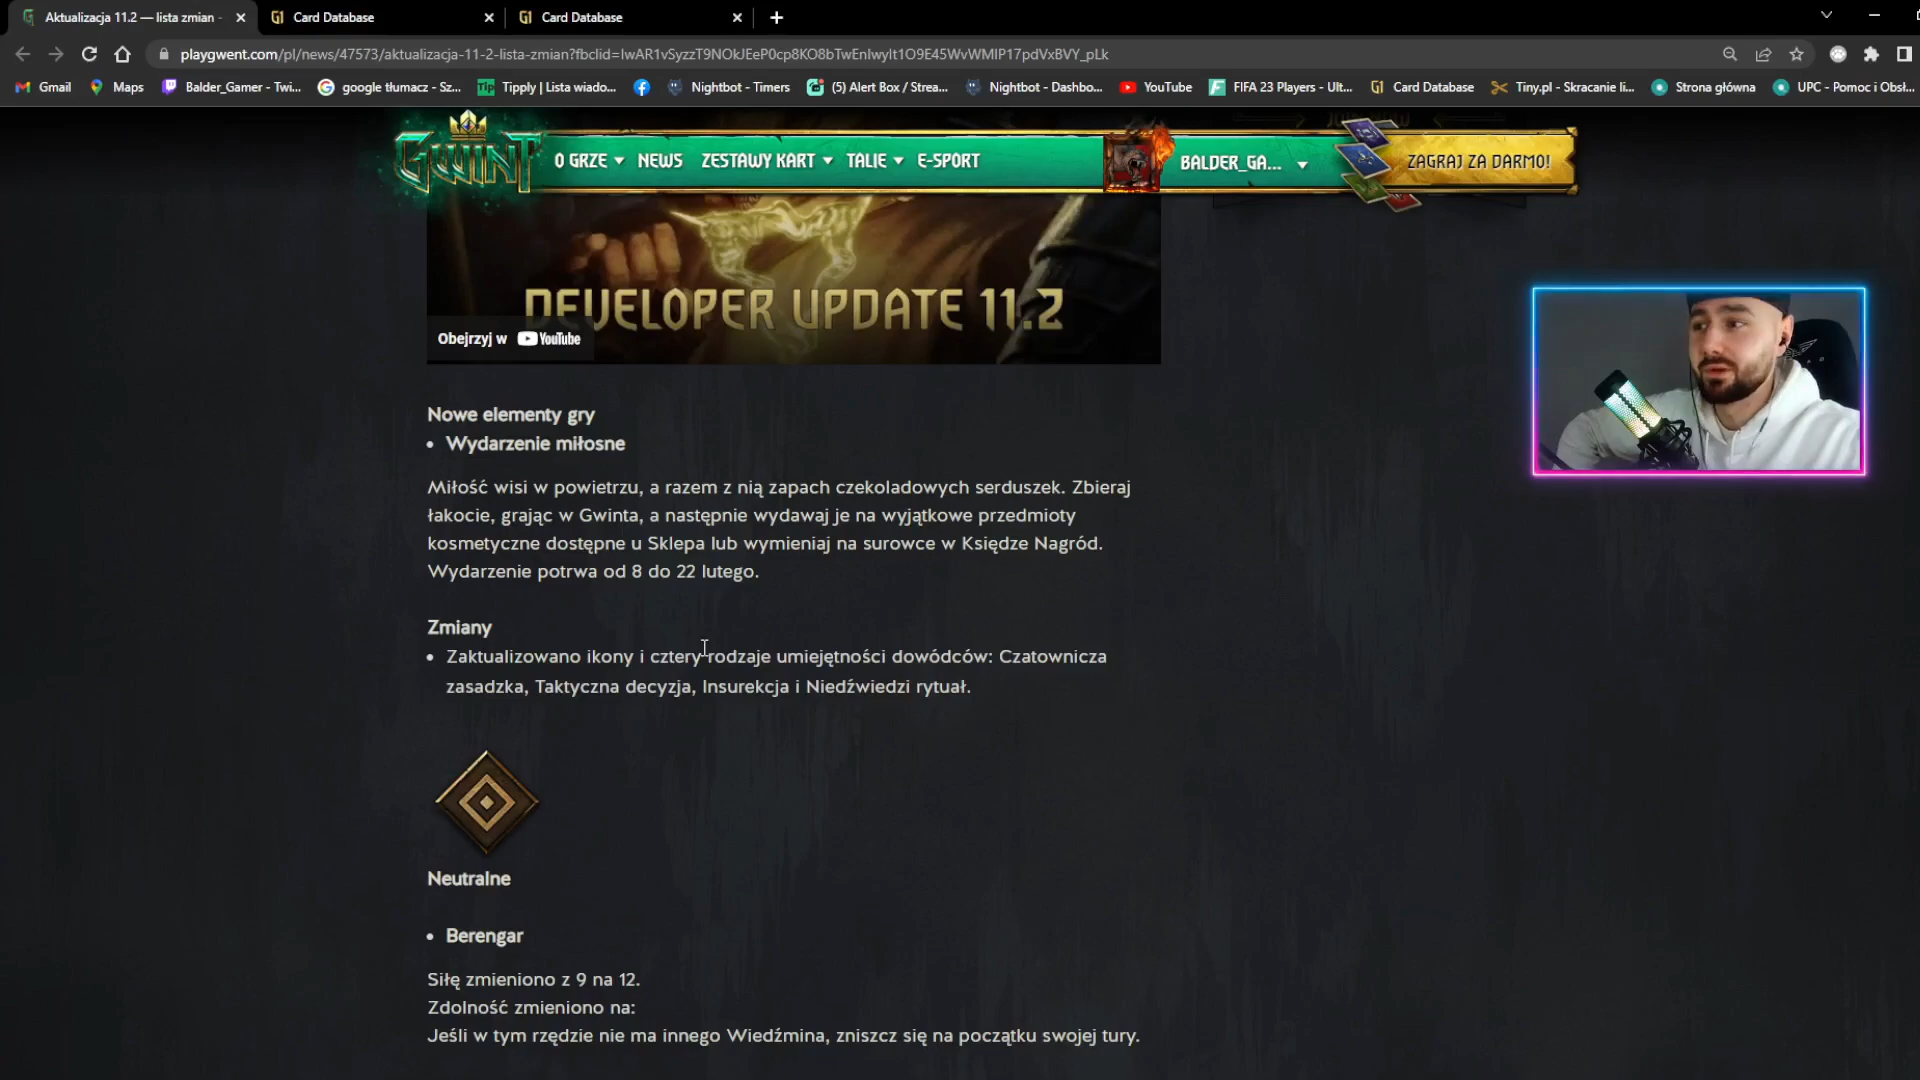 Aktualizacja 11.2 — lista zmian -
Card Database
Card Database
playgwent.com/pl/news/47573/aktualizacja-11-2-lista-zmian?fbclid=IwAR1vSyzzT9NOkJEeP0cp8KO8bTwEnIwyIt1O9E45WvWMIP17pdVxBVY_pLk
Gmail
Maps
Balder_Gamer - Twi...
google tłumacz - Sz...
Tipply | Lista wiado...
Nightbot - Timers
(5) Alert Box / Strea...
Nightbot - Dashbo...
YouTube
FIFA 23 Players - Ult...
Card Database
Tiny.pl - Skracanie li...
Strona główna
UPC - Pomoc i Obsł...
GWINT
O GRZE
NEWS
ZESTAWY KART
TALIE
E-SPORT
BALDER_GA...
ZAGRAJ ZA DARMO!
DEVELOPER UPDATE 11.2
Obejrzyj w YouTube
Nowe elementy gry
• Wydarzenie miłosne
Miłość wisi w powietrzu, a razem z nią zapach czekoladowych serduszek. Zbieraj
łakocie, grając w Gwinta, a następnie wydawaj je na wyjątkowe przedmioty
kosmetyczne dostępne u Sklepa lub wymieniaj na surowce w Księdze Nagród.
Wydarzenie potrwa od 8 do 22 lutego.
Zmiany
• Zaktualizowano ikony i cztery rodzaje umiejętności dowódców: Czatownicza
zasadzka, Taktyczna decyzja, Insurekcja i Niedźwiedzi rytuał.
Neutralne
• Berengar
Siłę zmieniono z 9 na 12.
Zdolność zmieniono na:
Jeśli w tym rzędzie nie ma innego Wiedźmina, zniszcz się na początku swojej tury.